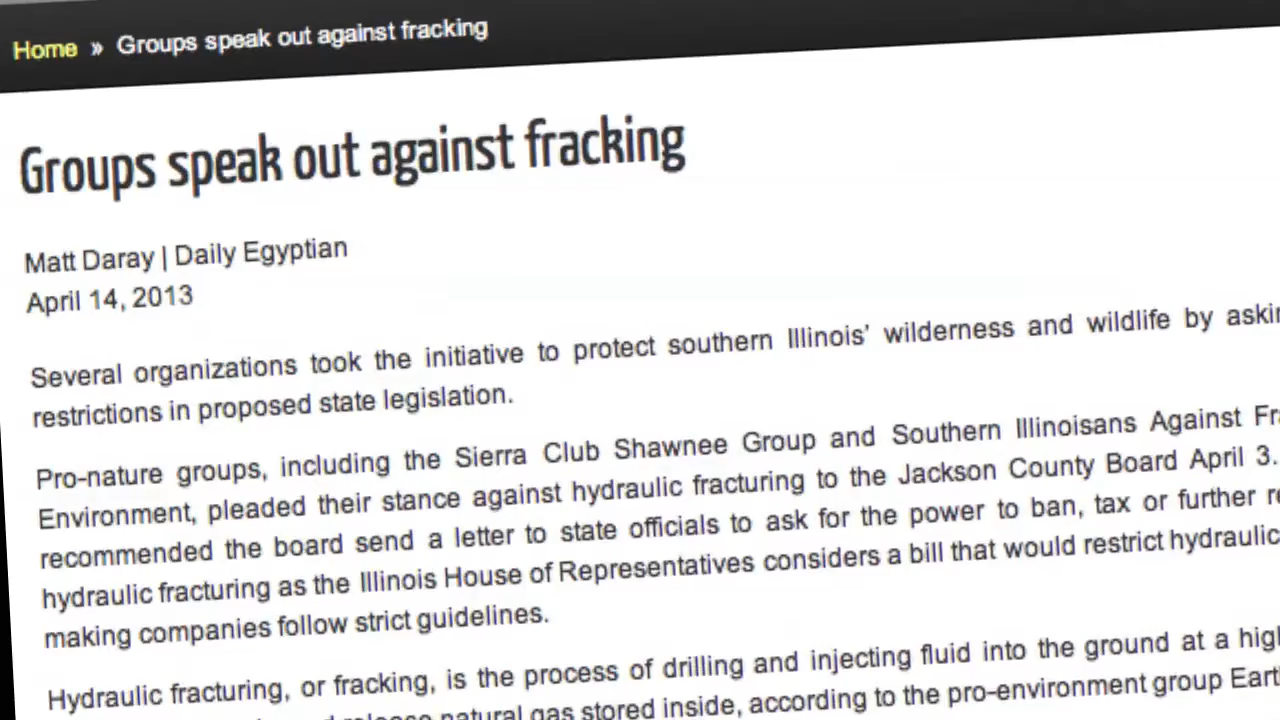 Home » Groups speak out against fracking
Groups speak out against fracking
Matt Daray | Daily Egyptian
April 14, 2013
Several organizations took the initiative to protect southern Illinois' wilderness and wildlife by
restrictions in proposed state legislation.
Pro-nature groups, including the Sierra Club Shawnee Group and Southern Illinoisans Against
Environment, pleaded their stance against hydraulic fracturing to the Jackson County Board April 3.
recommended the board send a letter to state officials to ask for the power to ban, tax or further
hydraulic fracturing as the Illinois House of Representatives considers a bill that would restrict hydraulic
making companies follow strict guidelines.
Hydraulic fracturing, or fracking, is the process of drilling and injecting fluid into the ground at a
release natural gas stored inside, according to the pro-environment group